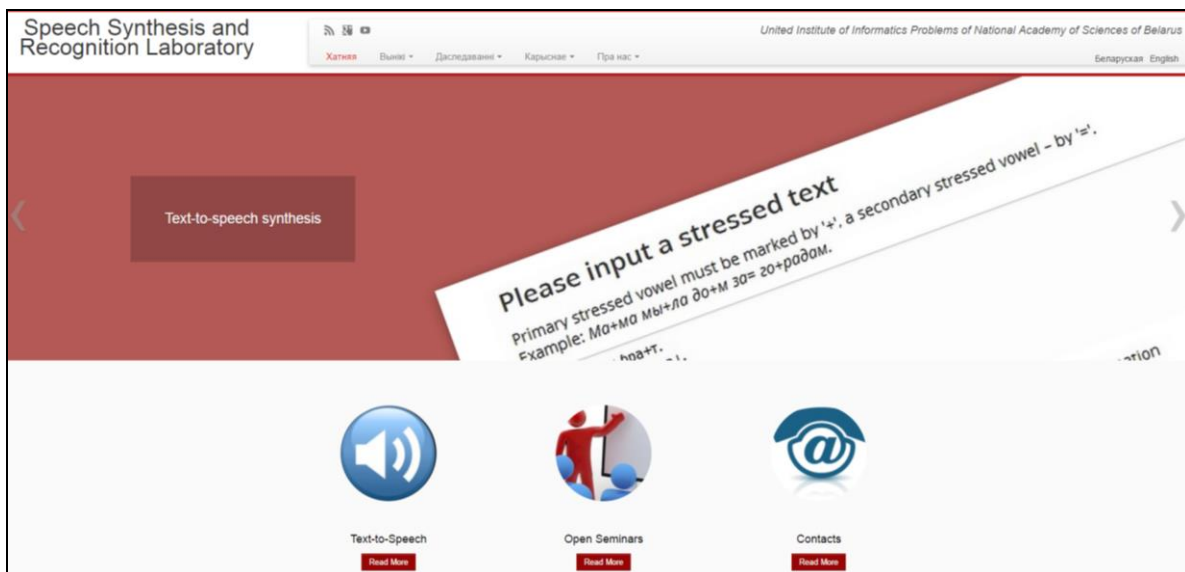 Speech Synthesis and
Recognition Laboratory
United Institute of Informatics Problems of National Academy of Sciences of Belarus
Хатняя Вынікі Даследаванні Карыснае Пра нас
Беларуская English
Text-to-speech synthesis
Please input a stressed text
Primary stressed vowel must be marked by '+', a secondary stressed vowel – by '='.
Example: Ма+ма мы+ла до+м за= го+радам.
Text-to-Speech
Open Seminars
Contacts
Read More
Read More
Read More